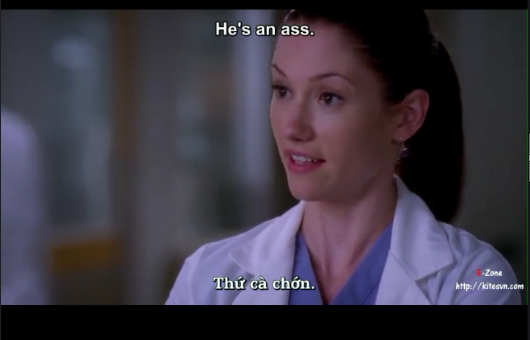 He's an ass.
Thứ cà chớn.
K-Zone
http://kitesvn.com